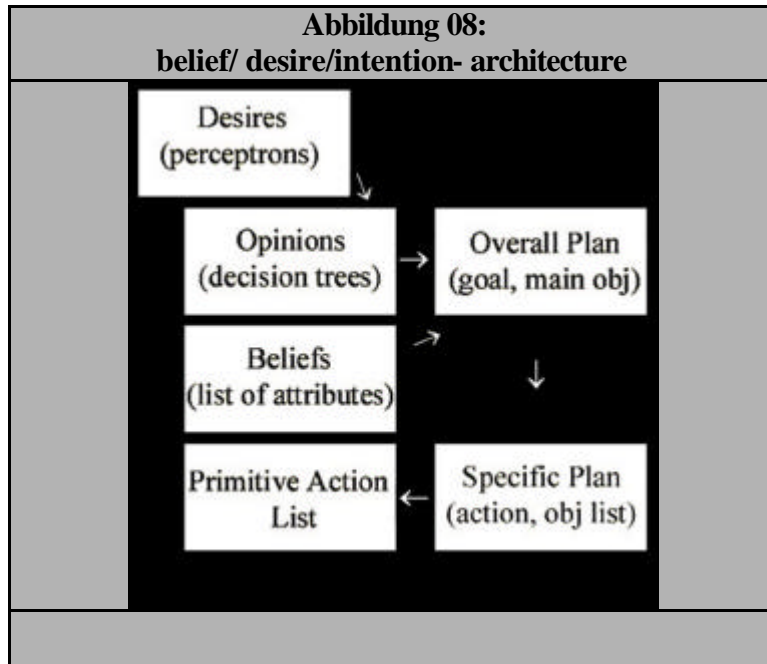 Abbildung 08:
belief/ desire/intention- architecture
Desires
(perceptrons)
Opinions
(decision trees)
Overall Plan
(goal, main obj)
Beliefs
(list of attributes)
Primitive Action
List
Specific Plan
(action, obj list)